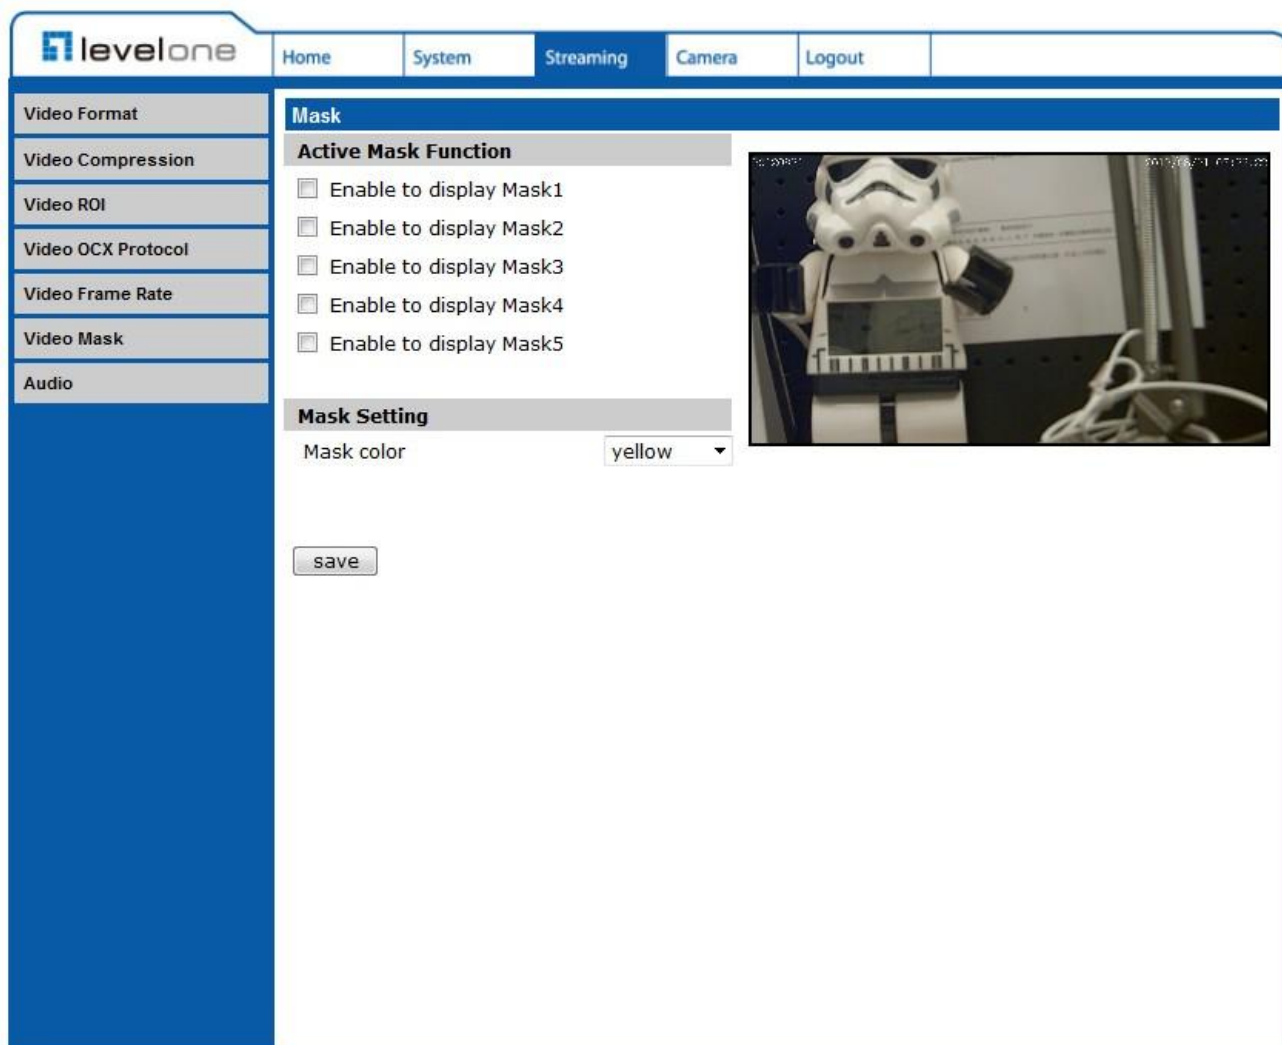 levelone
Home System Streaming Camera Logout
Video Format
Video Compression
Video ROI
Video OCX Protocol
Video Frame Rate
Video Mask
Audio
Mask
Active Mask Function
Enable to display Mask1
Enable to display Mask2
Enable to display Mask3
Enable to display Mask4
Enable to display Mask5
Mask Setting
Mask color yellow
save